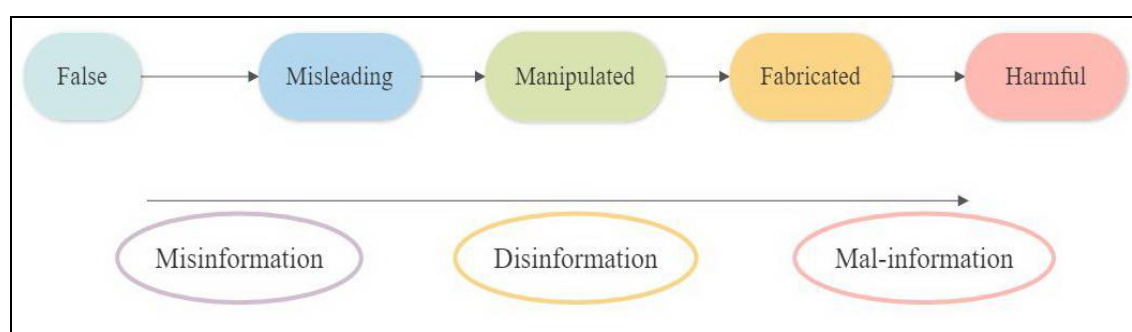 False Misleading Manipulated Fabricated Harmful
Misinformation Disinformation Mal-information